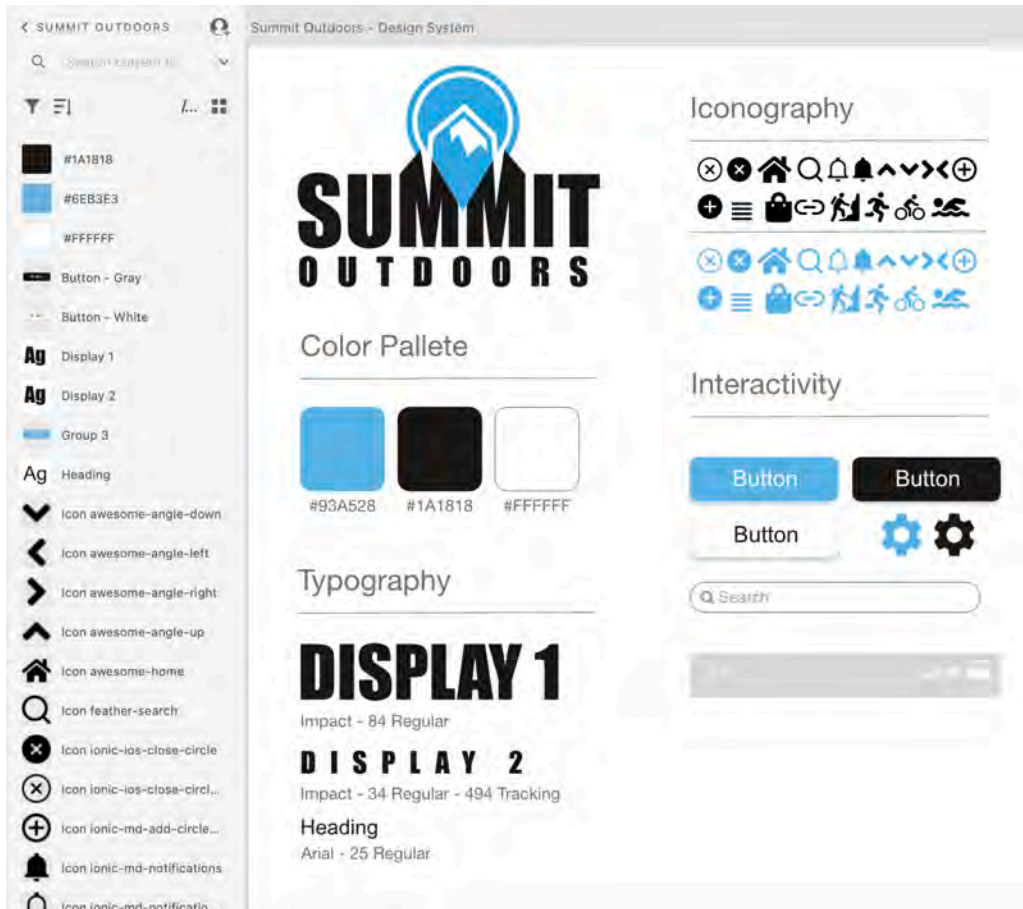 SUMMIT OUTDOORS
#1A1818
#6EB3E3
#FFFFFF
Button - Gray
Button - White
Ag Display 1
Ag Display 2
Group 3
Ag Heading
Icon awesome-angle-down
Icon awesome-angle-left
Icon awesome-angle-right
Icon awesome-angle-up
Icon awesome-home
Icon feather-search
Icon ionic-ios-close-circle
Icon ionic-ios-close-circl...
Icon ionic-md-add-circle...
Icon ionic-md-notifications
Icon ionic-md-notificatio...
Summit Outdoors - Design System
SUMMIT
OUTDOORS
Color Pallete
#93A528 #1A1818 #FFFFFF
Typography
DISPLAY 1
Impact - 84 Regular
DISPLAY 2
Impact - 34 Regular - 494 Tracking
Heading
Arial - 25 Regular
Iconography
Interactivity
Button Button
Button
Search